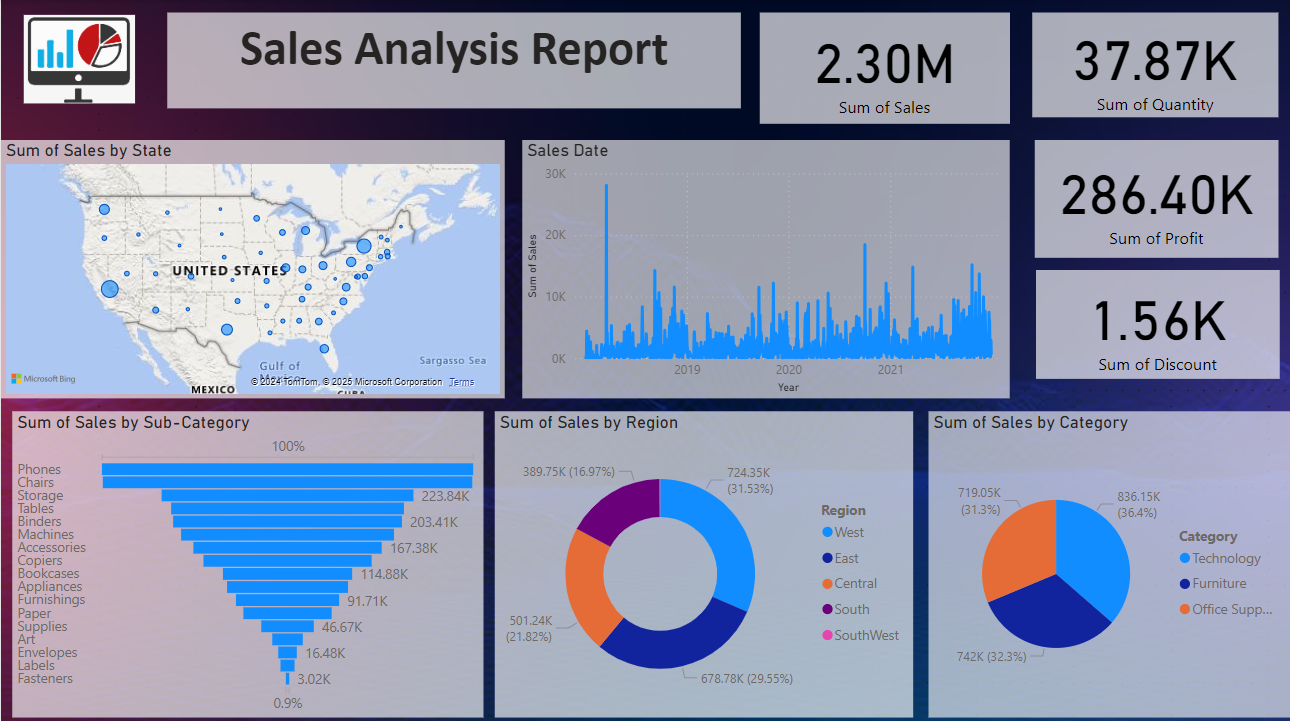 Sales Analysis Report
2.30M
Sum of Sales
37.87K
Sum of Quantity
Sum of Sales by State
UNITED STATES
Gulf of
Mexico
Sargasso Sea
MEXICO
CUBA
Microsoft Bing
© 2024 TomTom, © 2025 Microsoft Corporation Terms
Sales Date
Sum of Sales
30K
20K
10K
0K
2019 2020 2021
Year
286.40K
Sum of Profit
1.56K
Sum of Discount
Sum of Sales by Sub-Category
100%
Phones
Chairs
Storage 223.84K
Tables
Binders 203.41K
Machines
Accessories 167.38K
Copiers
Bookcases 114.88K
Appliances
Furnishings 91.71K
Paper
Supplies 46.67K
Art
Envelopes 16.48K
Labels
Fasteners 3.02K
0.9%
Sum of Sales by Region
389.75K (16.97%)
724.35K
(31.53%)
501.24K
(21.82%)
678.78K (29.55%)
Region
West
East
Central
South
SouthWest
Sum of Sales by Category
719.05K
(31.3%)
836.15K
(36.4%)
742K (32.3%)
Category
Technology
Furniture
Office Supp...